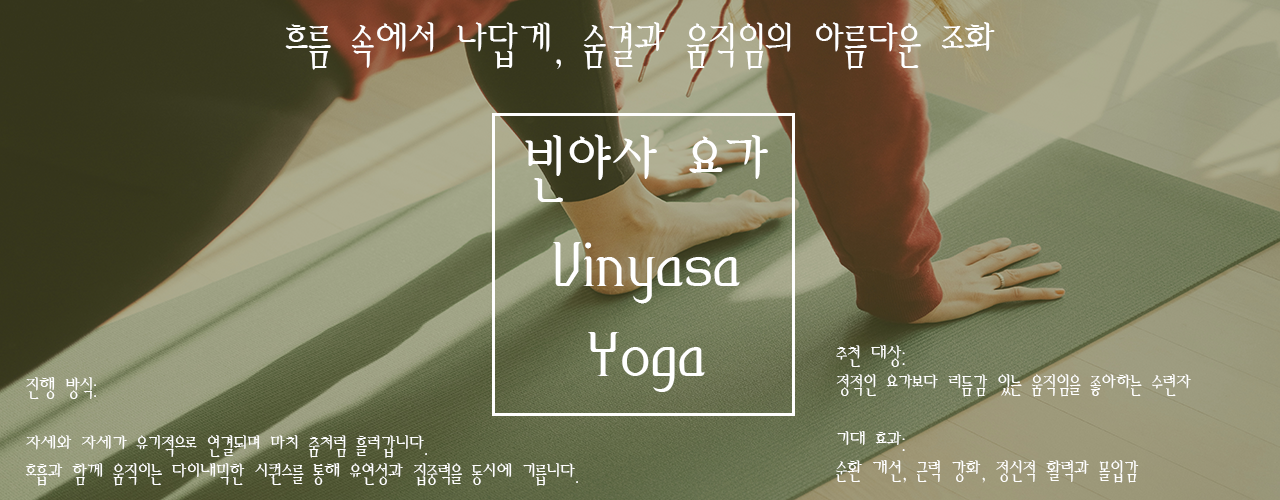 흐름 속에서 나답게, 숨결과 움직임의 아름다운 조화
빈야사 요가
Vinyasa
Yoga
진행 방식:
자세와 자세가 유기적으로 연결되며 마치 춤처럼 흘러갑니다.
호흡과 함께 움직이는 다이내믹한 시퀀스를 통해 유연성과 집중력을 동시에 기릅니다.
추천 대상:
정적인 요가보다 리듬감 있는 움직임을 좋아하는 수련자
기대 효과:
순환 개선, 근력 강화, 정신적 활력과 몰입감